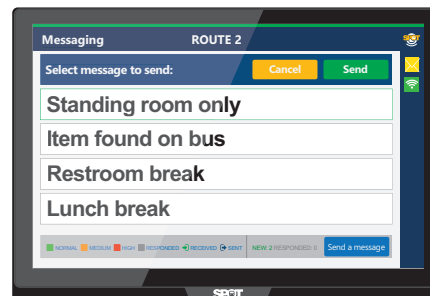 Messaging ROUTE 2
SPOT
Select message to send: Cancel Send
Standing room only
Item found on bus
Restroom break
Lunch break
NORMAL MEDIUM HIGH RESPONDED RECEIVED SENT NEW: 2 RESPONDED: 0 Send a message
SPOT